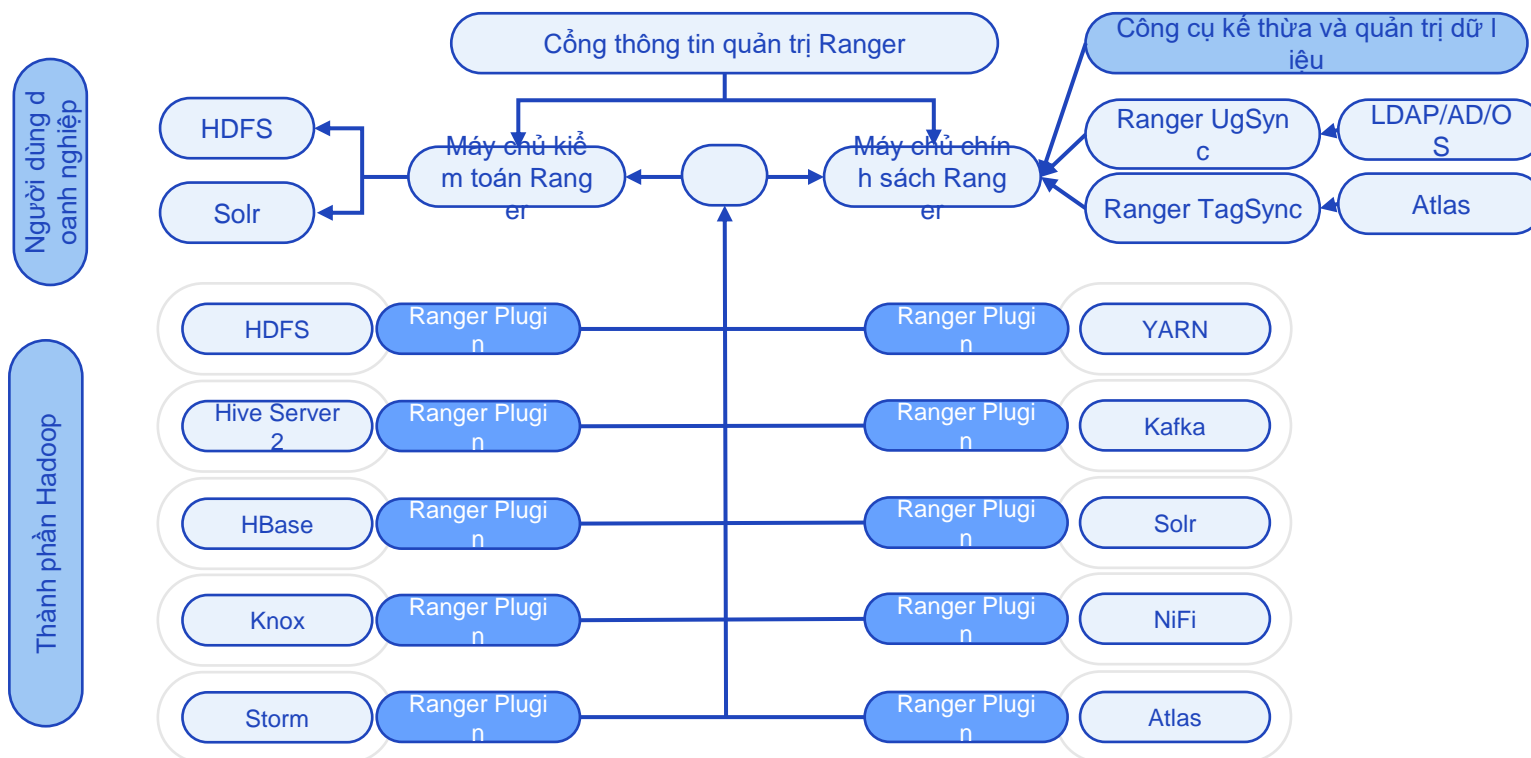 Cổng thông tin quản trị Ranger
Công cụ kế thừa và quản trị dữ l
iệu
Người dùng d
oanh nghiệp
HDFS
Solr
Máy chủ kiể
m toán Rang
er
Máy chủ chín
h sách Rang
er
Ranger UgSyn
c
LDAP/AD/O
S
Ranger TagSync
Atlas
Thành phần Hadoop
HDFS
Ranger Plugi
n
Ranger Plugi
n
YARN
Hive Server
2
Ranger Plugi
n
Ranger Plugi
n
Kafka
HBase
Ranger Plugi
n
Ranger Plugi
n
Solr
Knox
Ranger Plugi
n
Ranger Plugi
n
NiFi
Storm
Ranger Plugi
n
Ranger Plugi
n
Atlas